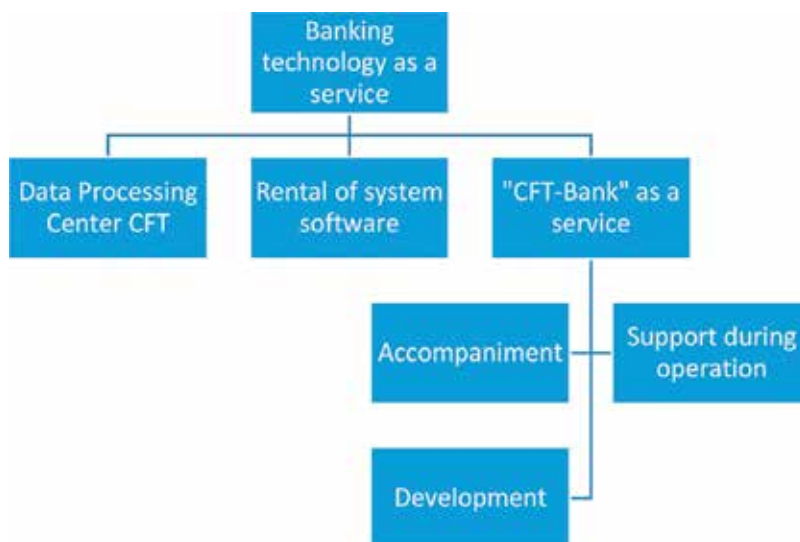 Banking
technology as a
service
Data Processing
Center CFT
Rental of system
software
"CFT-Bank" as a
service
Accompaniment
Support during
operation
Development